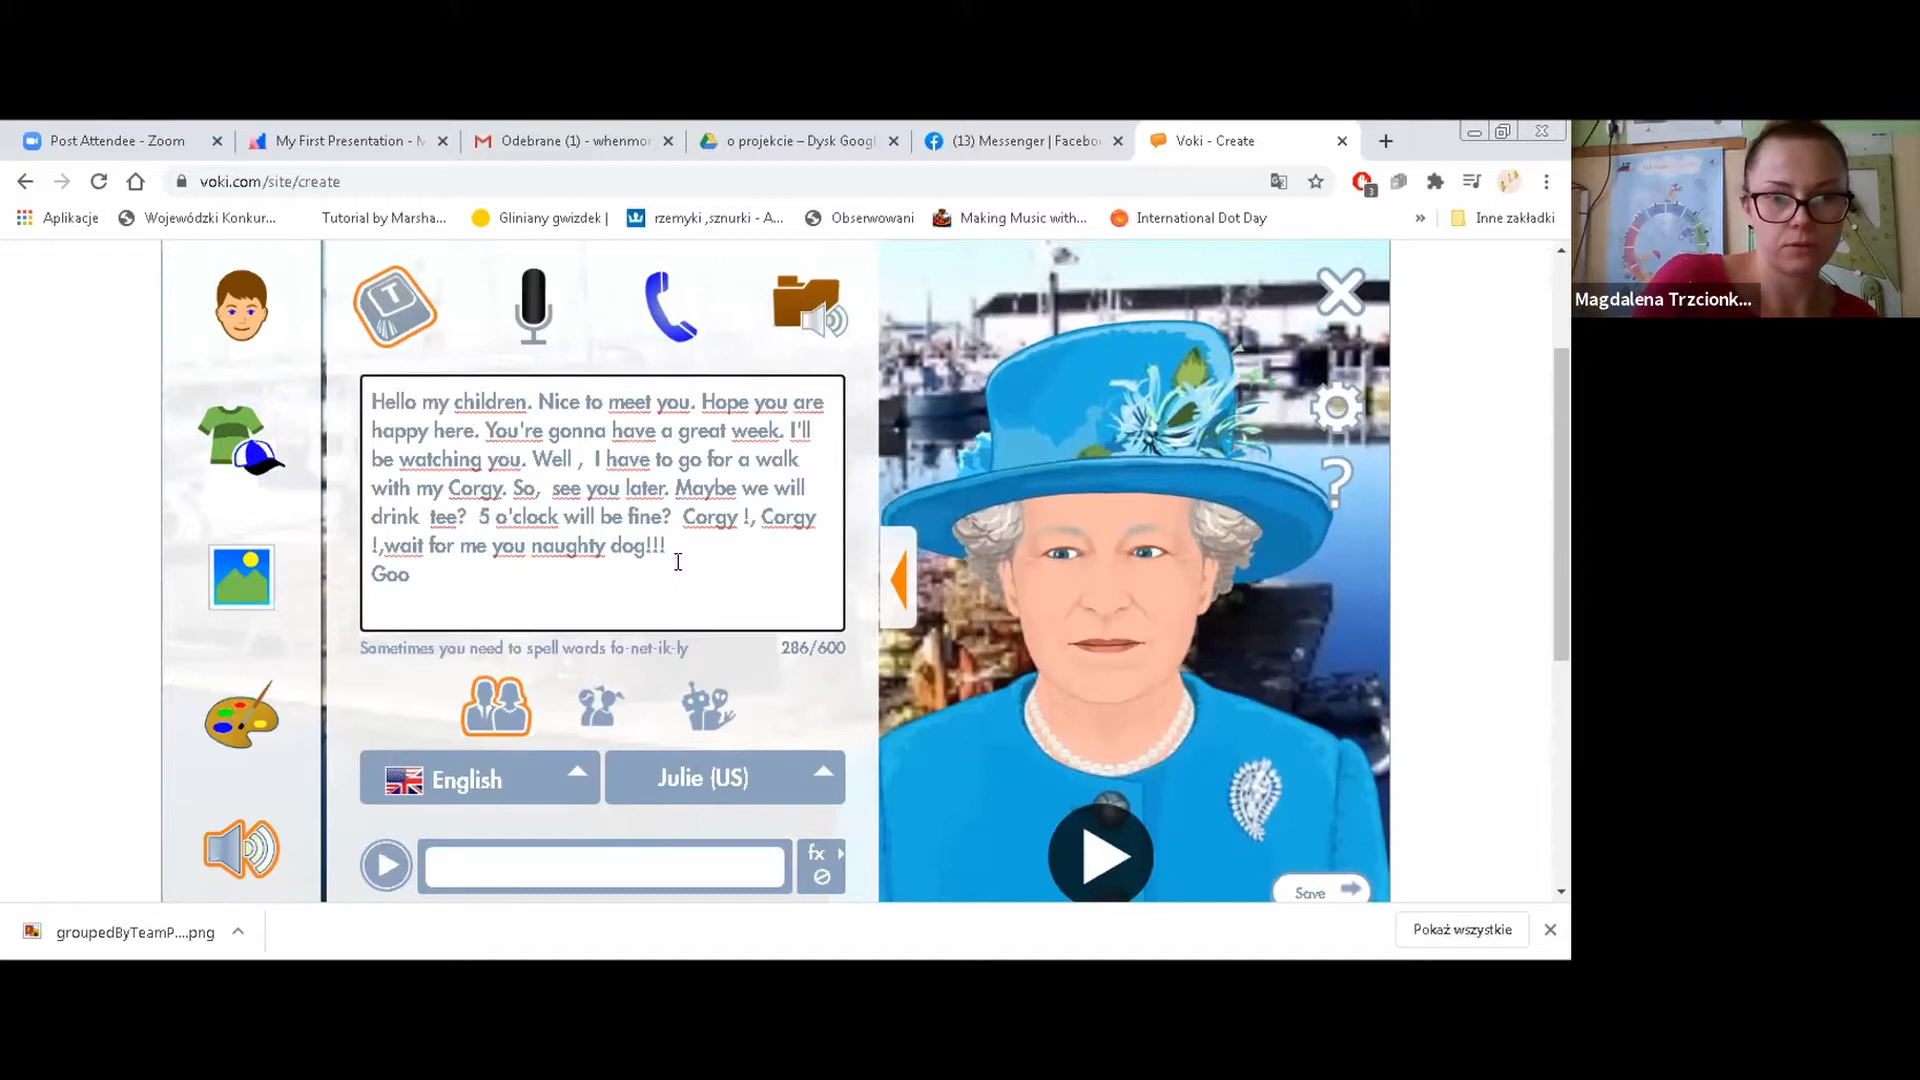 Post Attendee - Zoom
My First Presentation - M
Odebrane (1) - whenmor
o projekcie – Dysk Googl
(13) Messenger | Facebo
Voki - Create
voki.com/site/create
3
Aplikacje
Wojewódzki Konkur...
Tutorial by Marsha...
Gliniany gwizdek |
rzemyki ,sznurki - A...
Obserwowani
Making Music with...
International Dot Day
»
Inne zakładki
Magdalena Trzcionk...
T
Hello my children. Nice to meet you. Hope you are
happy here. You're gonna have a great week. I'll
be watching you. Well , I have to go for a walk
with my Corgy. So, see you later. Maybe we will
drink tee? 5 o'clock will be fine? Corgy !, Corgy
!,wait for me you naughty dog!!!
Goo
Sometimes you need to spell words fo-net-ik-ly
286/600
English
Julie (US)
fx
?
Save
groupedByTeamP....png
Pokaż wszystkie